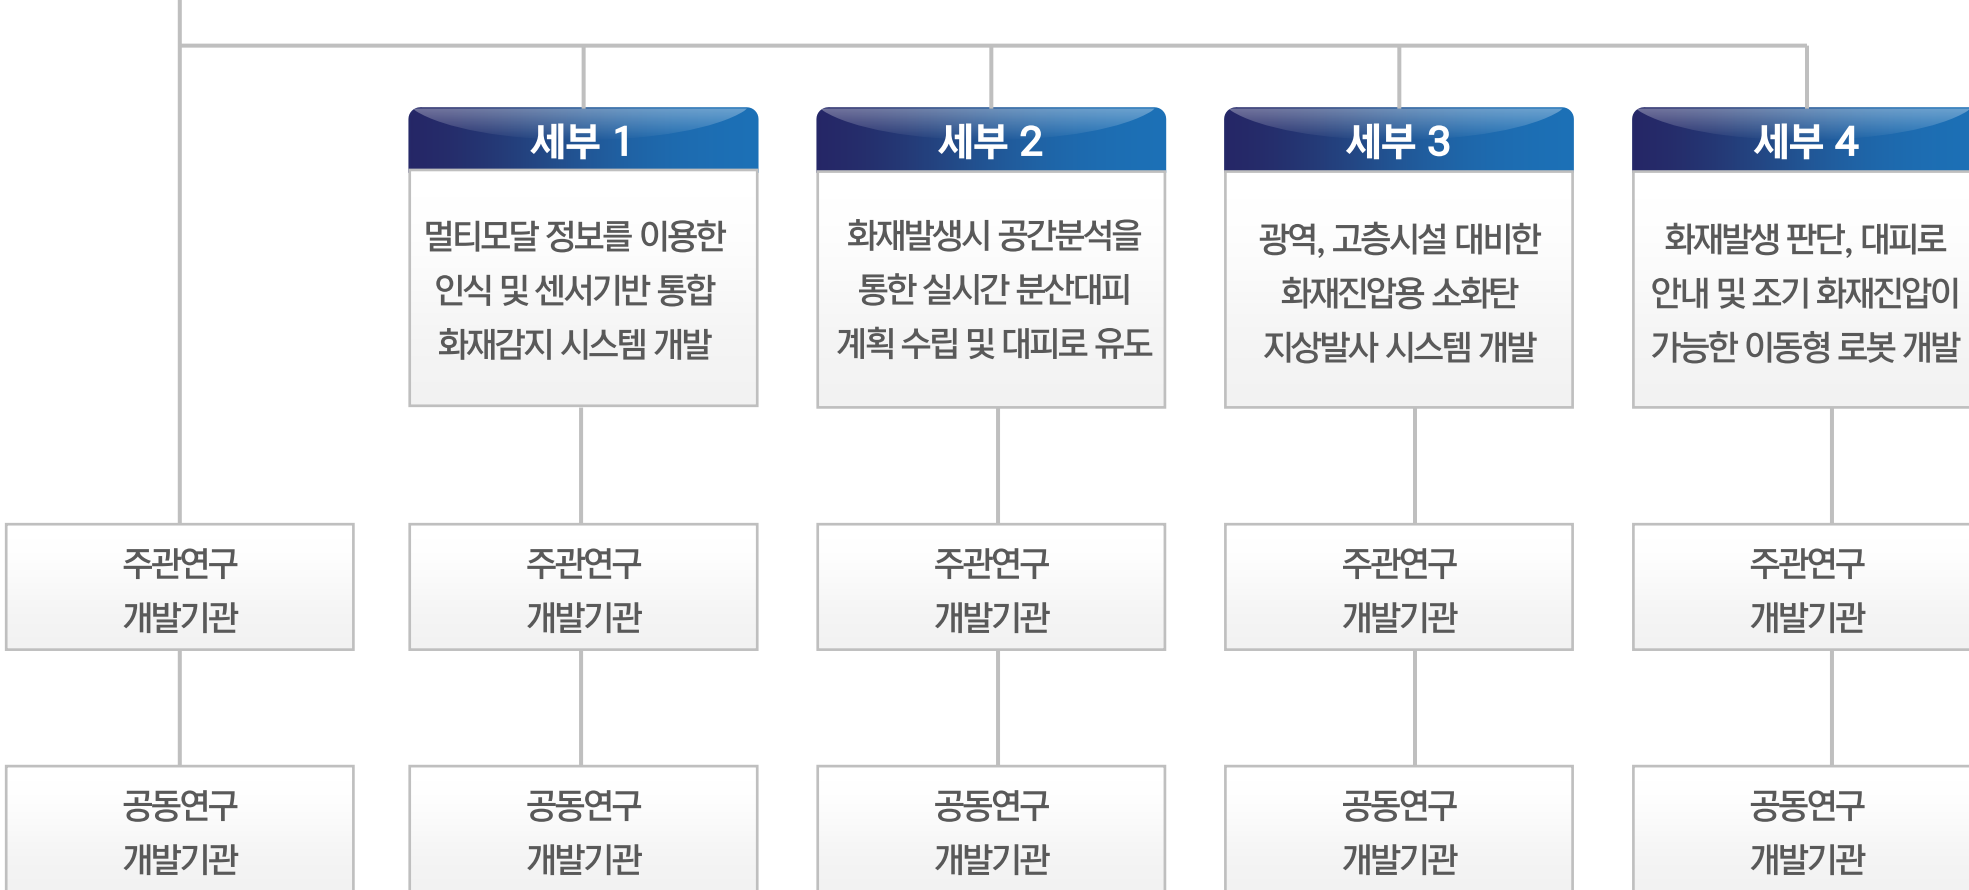 세부 1
멀티모달 정보를 이용한
인식 및 센서기반 통합
화재감지 시스템 개발
세부 2
화재발생시 공간분석을
통한 실시간 분산대피
계획 수립 및 대피로 유도
세부 3
광역, 고층시설 대비한
화재진압용 소화탄
지상발사 시스템 개발
세부 4
화재발생 판단, 대피로
안내 및 조기 화재진압이
가능한 이동형 로봇 개발
주관연구
개발기관
주관연구
개발기관
주관연구
개발기관
주관연구
개발기관
주관연구
개발기관
공동연구
개발기관
공동연구
개발기관
공동연구
개발기관
공동연구
개발기관
공동연구
개발기관